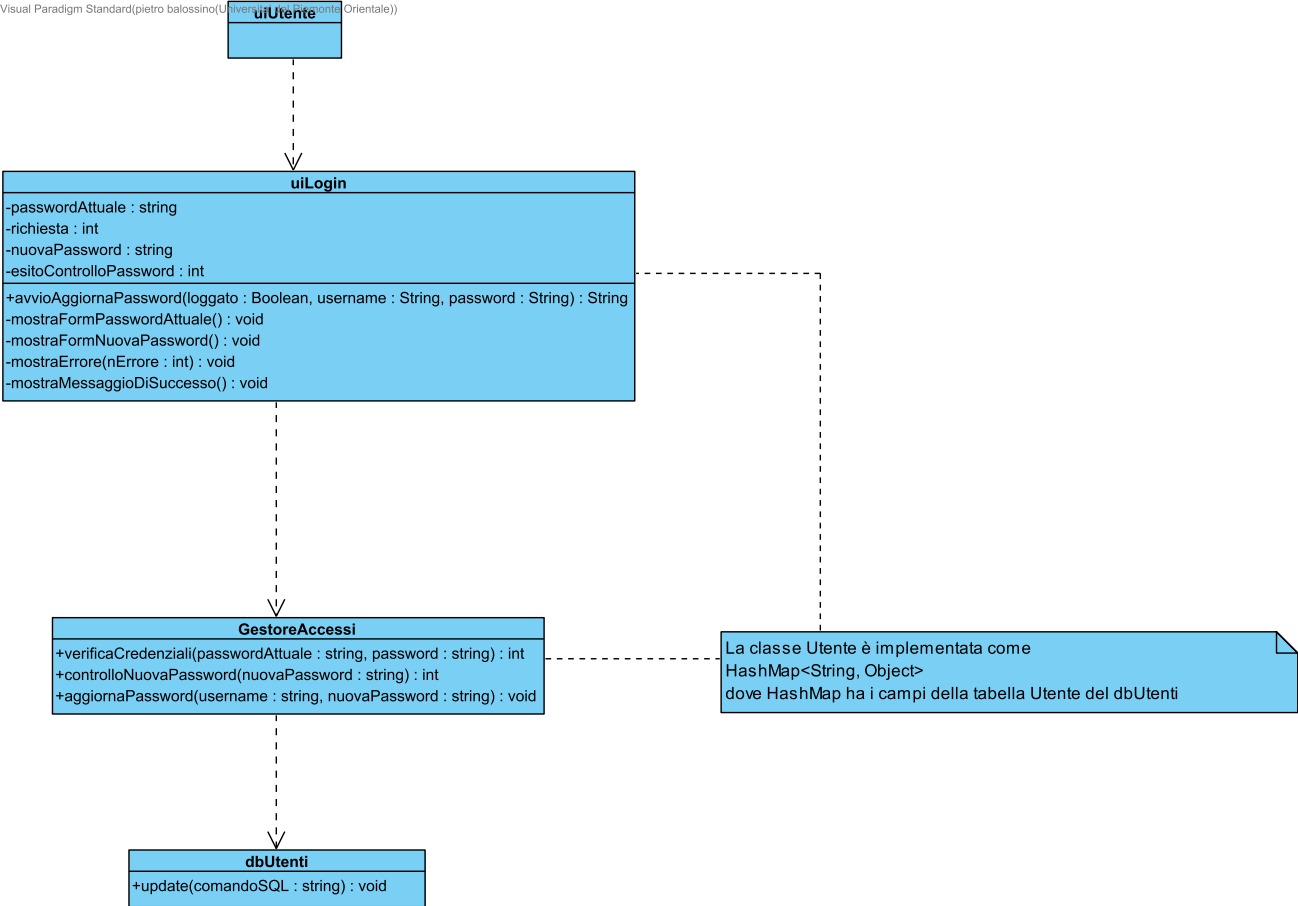 Visual Paradigm Standard(pietro balossino(Università del Piemonte Orientale))
uiUtente
uiLogin
-passwordAttuale : string
-richiesta : int
-nuovaPassword : string
-esitoControlloPassword : int
+avvioAggiornaPassword(loggato : Boolean, username : String, password : String) : String
-mostraFormPasswordAttuale() : void
-mostraFormNuovaPassword() : void
-mostraErrore(nErrore : int) : void
-mostraMessaggioDiSuccesso() : void
GestoreAccessi
+verificaCredenziali(passwordAttuale : string, password : string) : int
+controlloNuovaPassword(nuovaPassword : string) : int
+aggiornaPassword(username : string, nuovaPassword : string) : void
La classe Utente è implementata come
HashMap<String, Object>
dove HashMap ha i campi della tabella Utente del dbUtenti
dbUtenti
+update(comandoSQL : string) : void